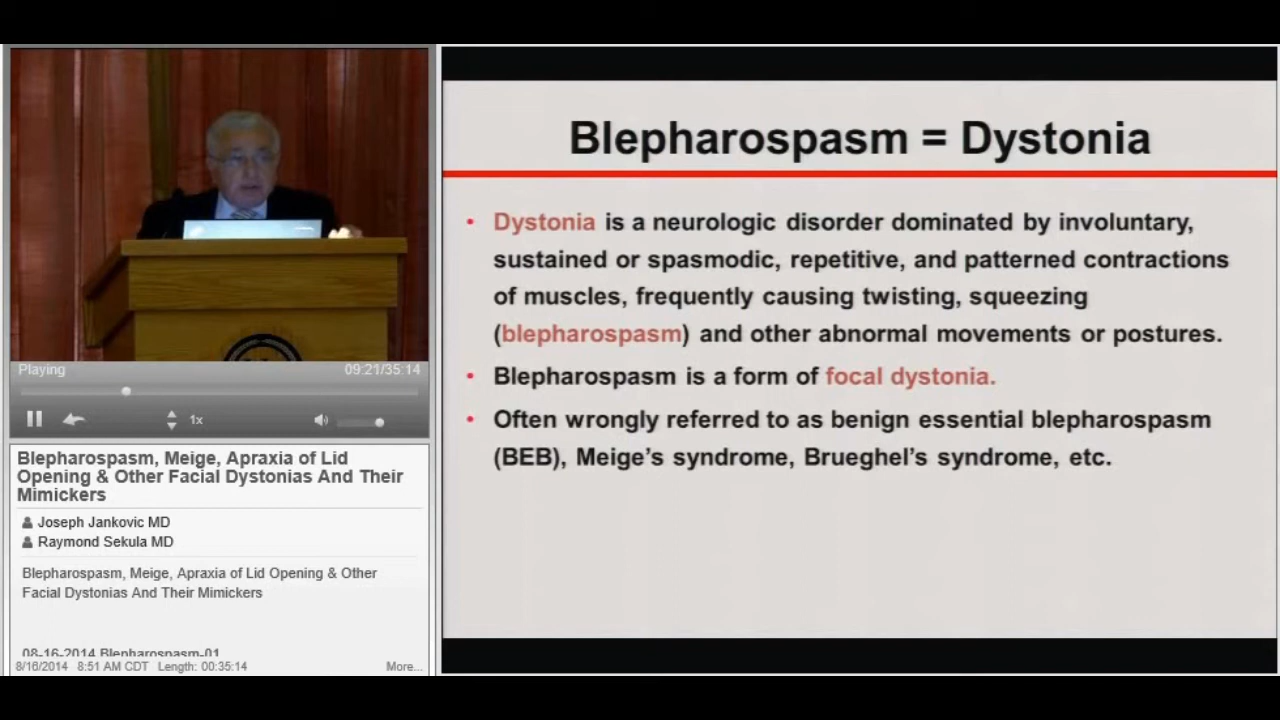 Playing
09:21/35:14
1x
Blepharospasm, Meige, Apraxia of Lid
Opening & Other Facial Dystonias And Their
Mimickers
Joseph Jankovic MD
Raymond Sekula MD
Blepharospasm, Meige, Apraxia of Lid Opening & Other
Facial Dystonias And Their Mimickers
08-16-2014 Blepharospasm-01
8/16/2014 8:51 AM CDT Length: 00:35:14
More...
Blepharospasm = Dystonia
• Dystonia is a neurologic disorder dominated by involuntary,
sustained or spasmodic, repetitive, and patterned contractions
of muscles, frequently causing twisting, squeezing
(blepharospasm) and other abnormal movements or postures.
• Blepharospasm is a form of focal dystonia.
• Often wrongly referred to as benign essential blepharospasm
(BEB), Meige's syndrome, Brueghel's syndrome, etc.